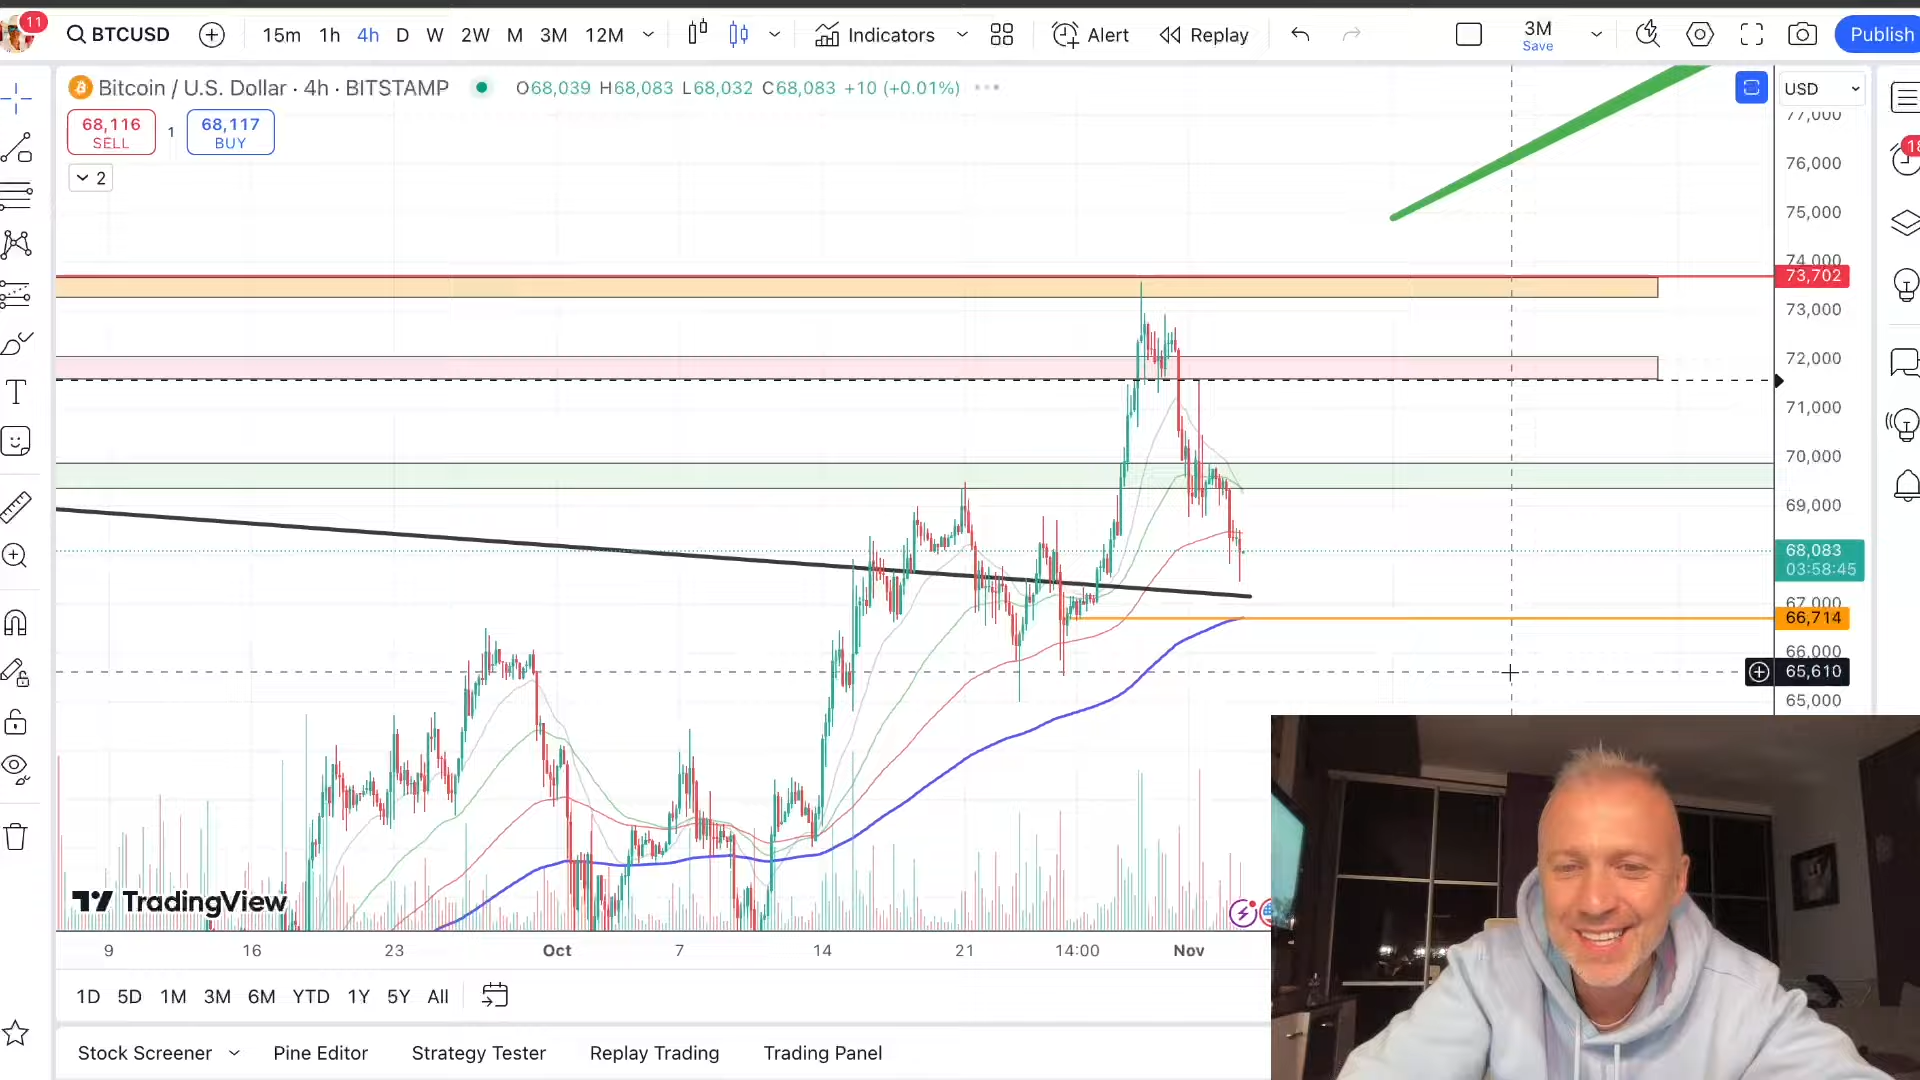 11
BTCUSD
15m 1h 4h D W 2W M 3M 12M
Indicators
Alert
Replay
3M
Save
Publish
Bitcoin / U.S. Dollar · 4h · BITSTAMP
O68,039 H68,083 L68,032 C68,083 +10 (+0.01%)
USD
68,116
SELL
1
68,117
BUY
2
77,000
76,000
75,000
74,000
73,702
73,000
72,000
71,000
70,000
69,000
68,083
03:58:45
67,000
66,714
66,000
65,610
65,000
18
T
TradingView
9 16 23 Oct 7 14 21 14:00 Nov
1D 5D 1M 3M 6M YTD 1Y 5Y All
Stock Screener Pine Editor Strategy Tester Replay Trading Trading Panel